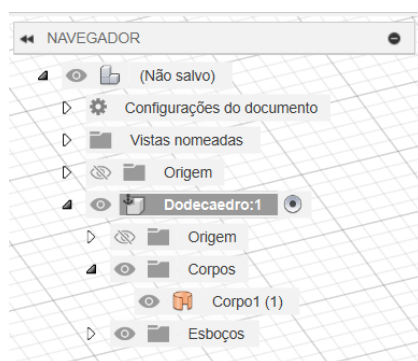 NAVEGADOR
(Não salvo)
Configurações do documento
Vistas nomeadas
Origem
Dodecaedro:1
Origem
Corpos
Corpo1 (1)
Esboços